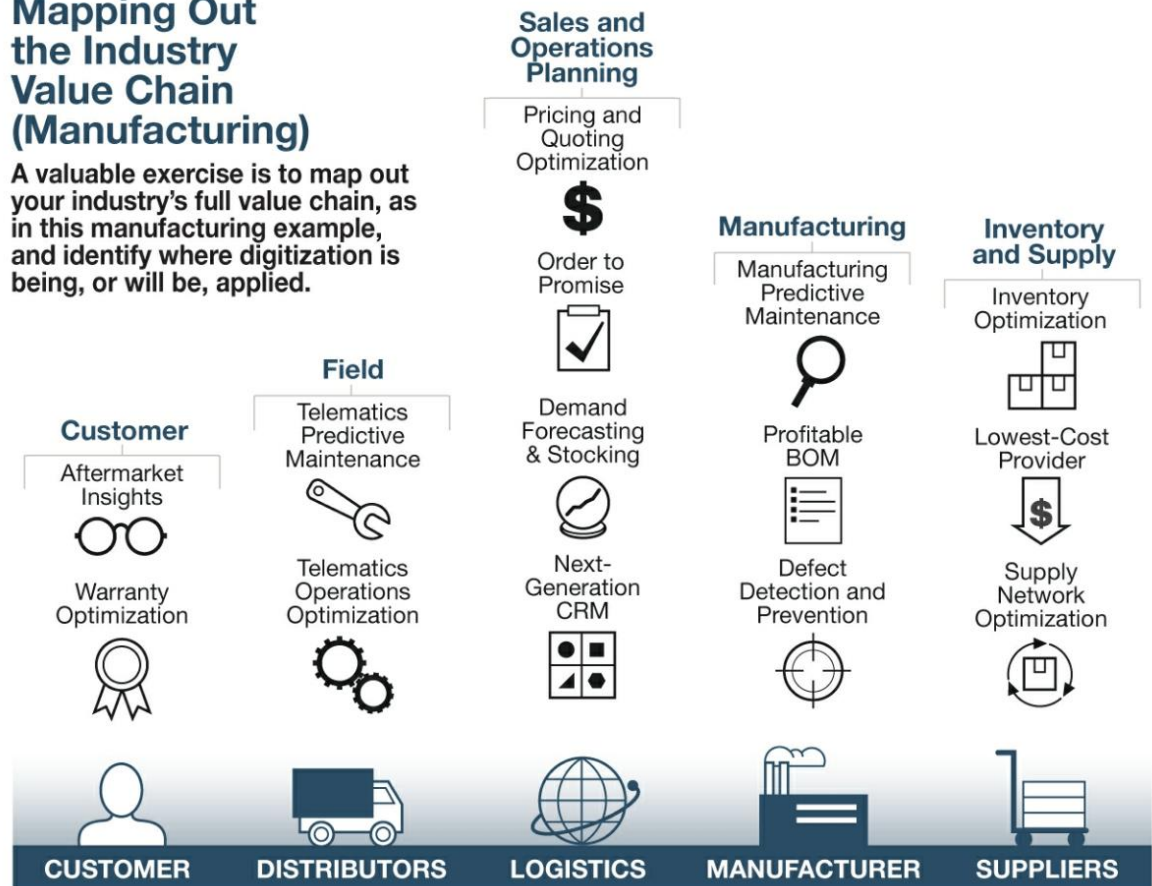 Mapping Out
the Industry
Value Chain
(Manufacturing)
A valuable exercise is to map out
your industry's full value chain, as
in this manufacturing example,
and identify where digitization is
being, or will be, applied.
Customer
Aftermarket
Insights
Warranty
Optimization
Field
Telematics
Predictive
Maintenance
Telematics
Operations
Optimization
Sales and
Operations
Planning
Pricing and
Quoting
Optimization
$
Order to
Promise
Demand
Forecasting
& Stocking
Next-
Generation
CRM
Manufacturing
Manufacturing
Predictive
Maintenance
Profitable
BOM
Defect
Detection and
Prevention
Inventory
and Supply
Inventory
Optimization
Lowest-Cost
Provider
$
Supply
Network
Optimization
CUSTOMER
DISTRIBUTORS
LOGISTICS
MANUFACTURER
SUPPLIERS